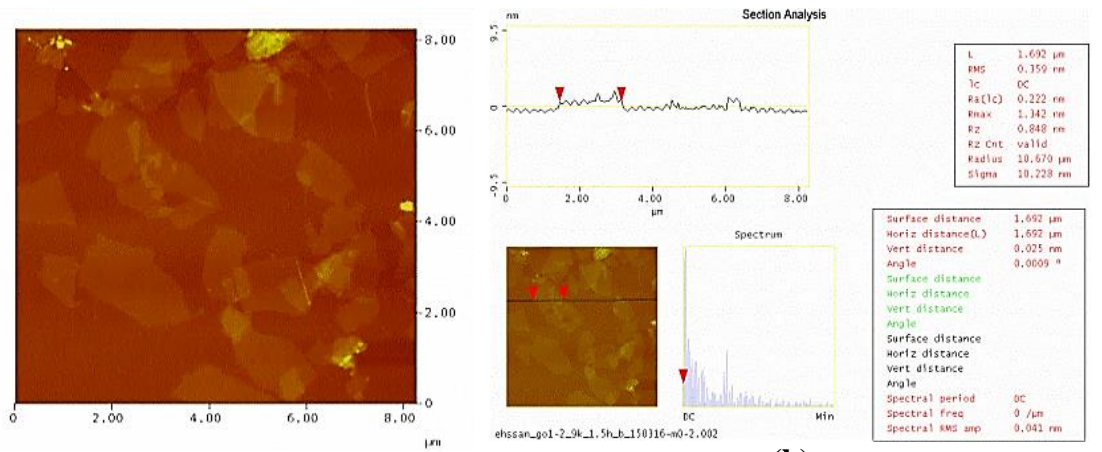 8.00
6.00
4.00
2.00
0
0 2.00 4.00 6.00 8.00
µm
Section Analysis
nm
9.5
0
-9.5
0 2.00 4.00 6.00 8.00
µm
L 1.692 µm
RMS 0.359 nm
lc DC
Ra(lc) 0.222 nm
Rmax 1.342 nm
Rz 0.848 nm
Rz Cnt valid
Radius 10.670 µm
Sigma 10.228 nm
Spectrum
DC Min
Surface distance 1.692 µm
Horiz distance(L) 1.692 µm
Vert distance 0.025 nm
Angle 0.0009 °
Surface distance
Horiz distance
Vert distance
Angle
Surface distance
Horiz distance
Vert distance
Angle
Spectral period DC
Spectral freq 0 /µm
Spectral RMS amp 0.041 nm
ehssan_go1-2_9k_1.5h_b_150316-m0-2.002